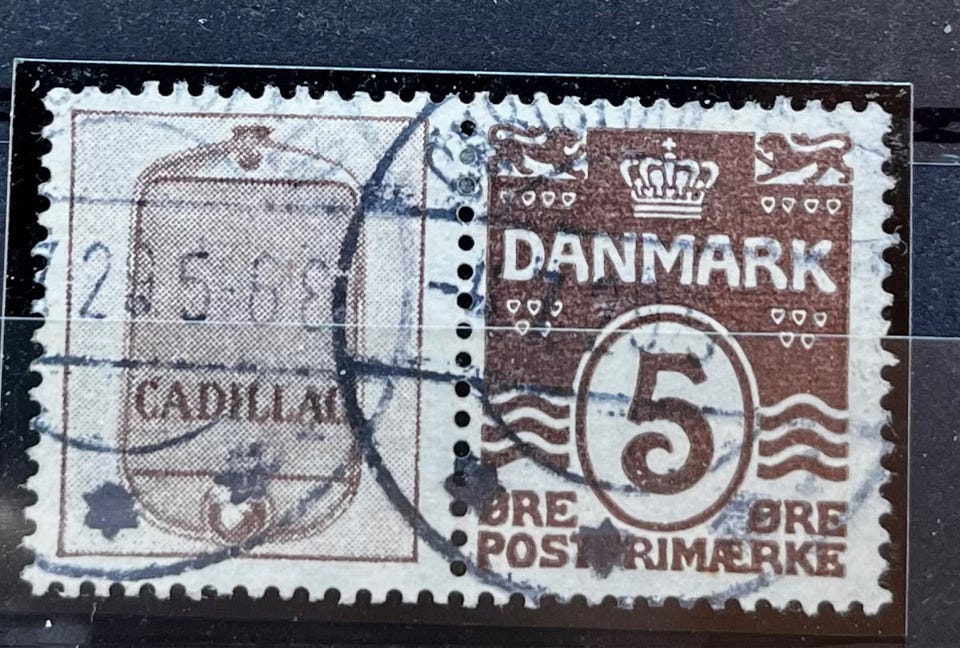 CADILLAC
DANMARK
5
ØRE ØRE
POSTFRIMÆRKE